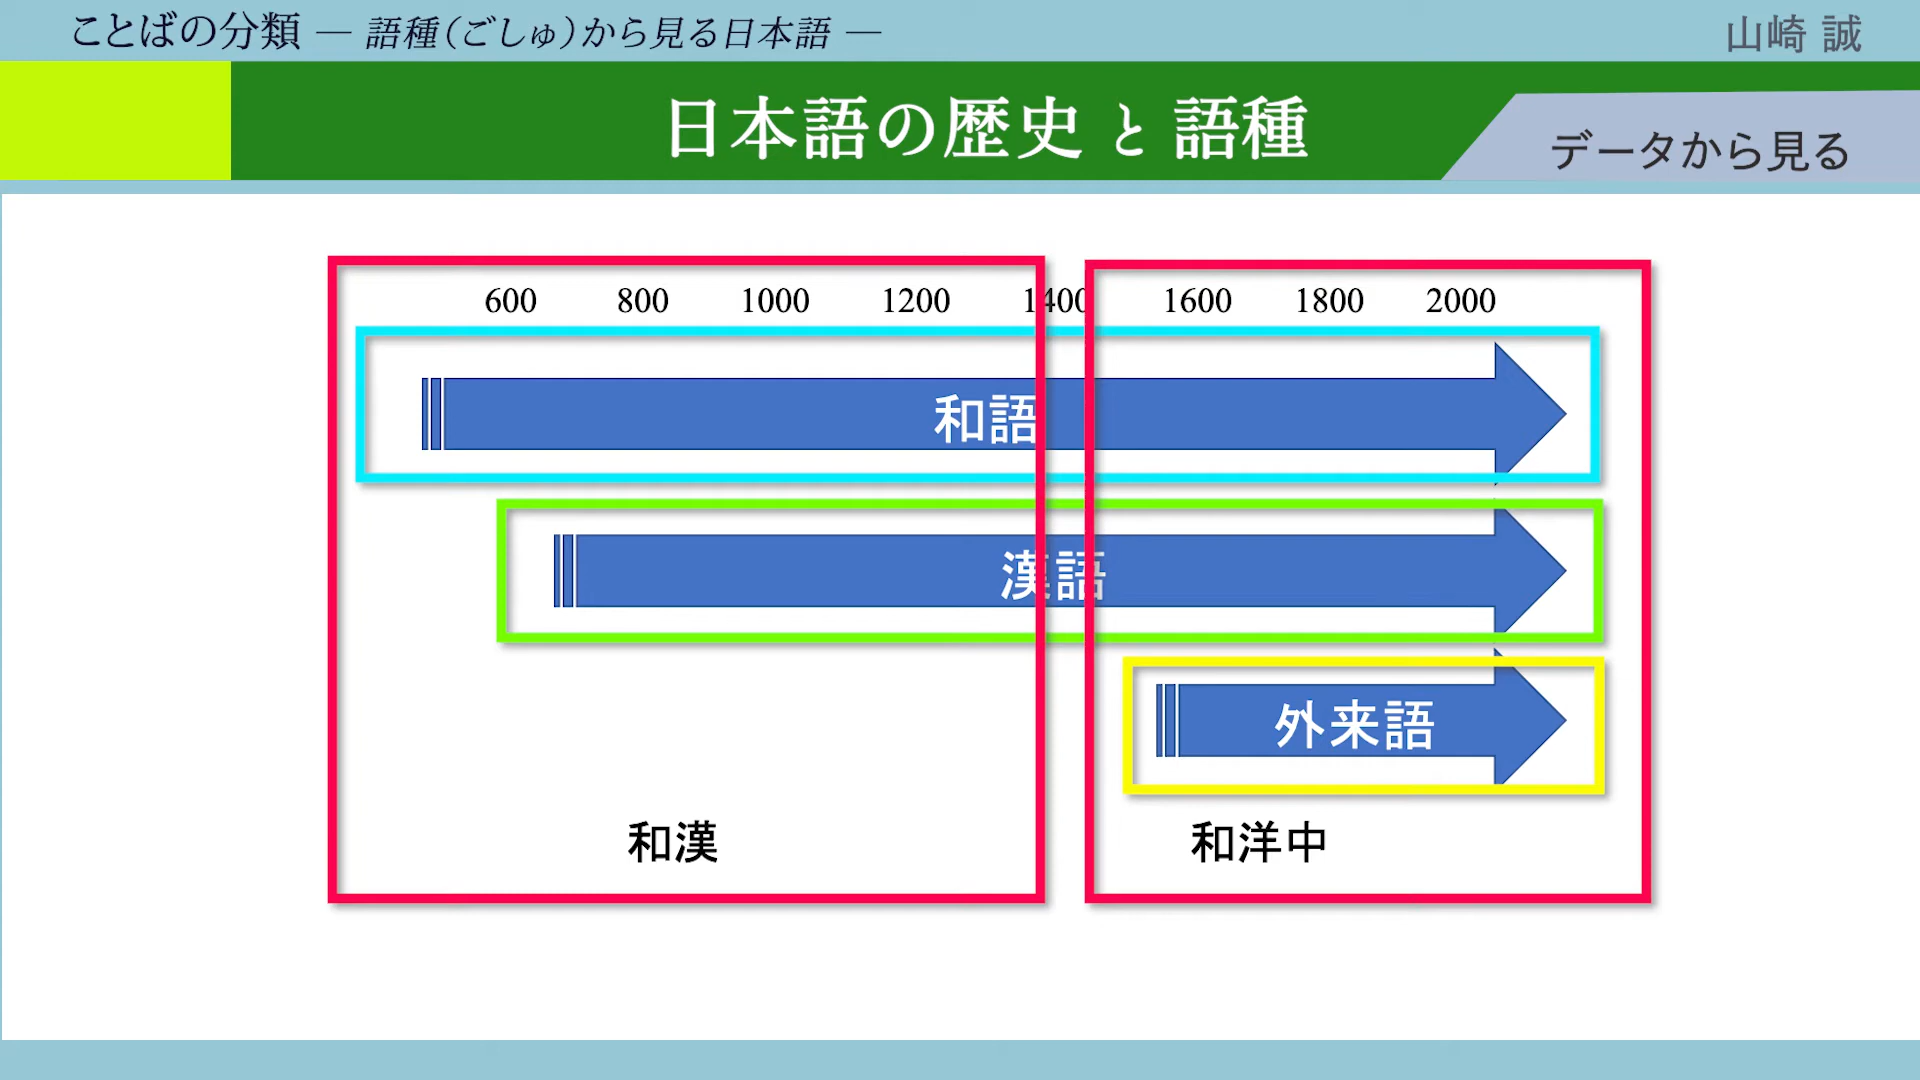 ことばの分類 ― 語種（ごしゅ）から見る日本語 ―
山崎 誠
日本語の歴史 と 語種
データから見る
600 800 1000 1200 1400 1600 1800 2000
和語
漢語
外来語
和漢
和洋中